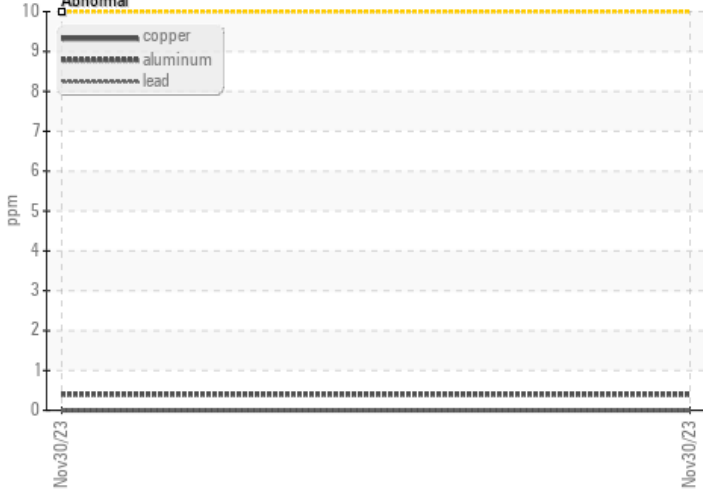 Abnormal
10
copper
9
aluminum
lead
8
7
6
ppm
5
4
3
2
1
0
Nov30/23
Nov30/23